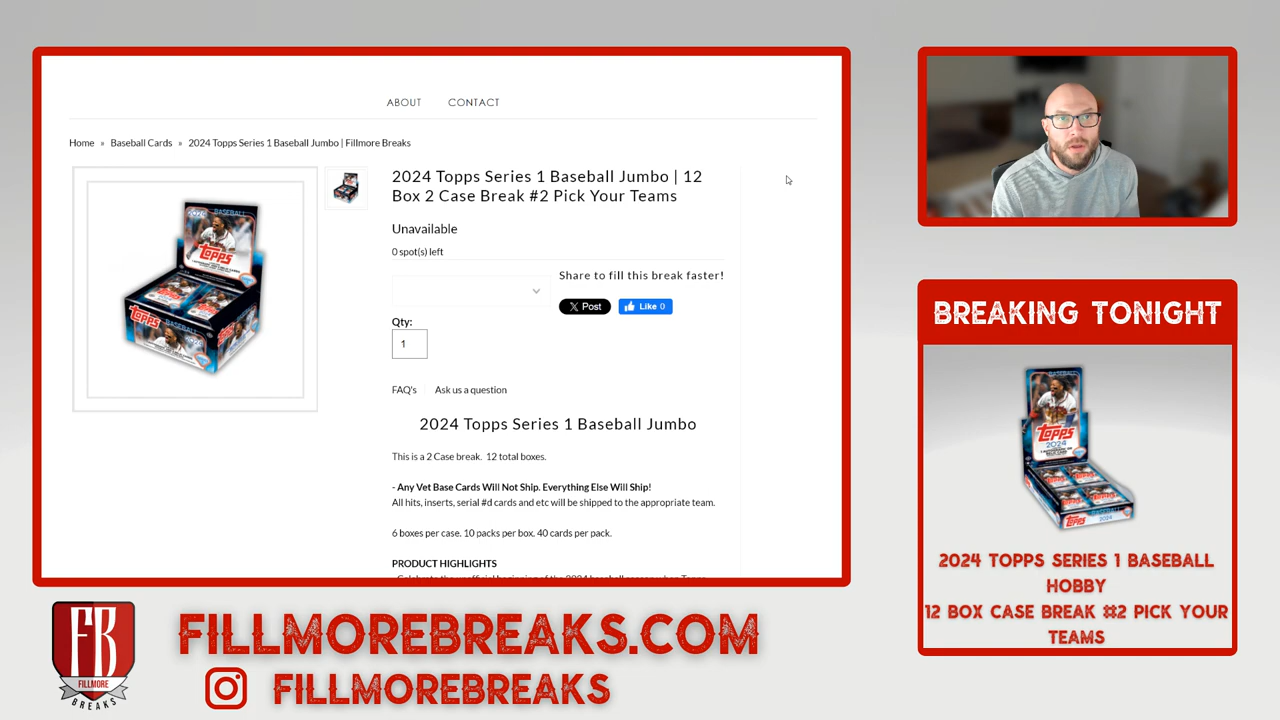 ABOUT CONTACT
Home » Baseball Cards » 2024 Topps Series 1 Baseball Jumbo | Fillmore Breaks
2024 Topps Series 1 Baseball Jumbo | 12
Box 2 Case Break #2 Pick Your Teams
Unavailable
0 spot(s) left
Share to fill this break faster!
X Post
Like 0
Qty:
1
FAQ's Ask us a question
2024 Topps Series 1 Baseball Jumbo
This is a 2 Case break. 12 total boxes.
- Any Vet Base Cards Will Not Ship. Everything Else Will Ship!
All hits, inserts, serial #d cards and etc will be shipped to the appropriate team.
6 boxes per case. 10 packs per box. 40 cards per pack.
PRODUCT HIGHLIGHTS
BREAKING TONIGHT
Topps
2024
2024 TOPPS SERIES 1 BASEBALL
HOBBY
12 BOX CASE BREAK #2 PICK YOUR
TEAMS
FB
FILLMORE
BREAKS
FILLMOREBREAKS.COM
FILLMOREBREAKS